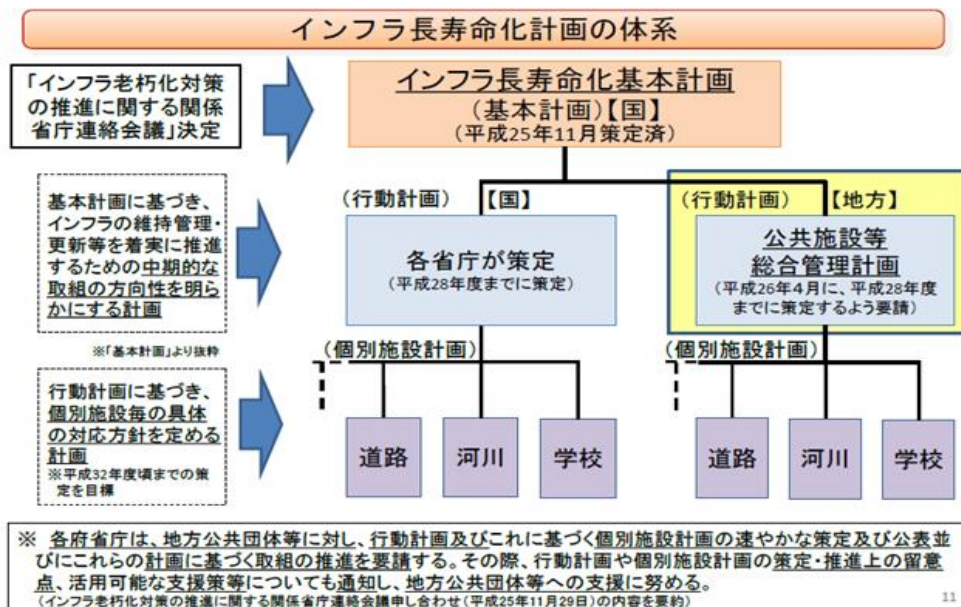 インフラ長寿命化計画の体系
「インフラ老朽化対策
の推進に関する関係
省庁連絡会議」決定
インフラ長寿命化基本計画
(基本計画)【国】
(平成25年11月策定済)
基本計画に基づき、
インフラの維持管理・
更新等を着実に推進
するための中期的な
取組の方向性を明ら
かにする計画
※「基本計画」より抜粋
(行動計画) 【国】
各省庁が策定
(平成28年度までに策定)
(行動計画) 【地方】
公共施設等
総合管理計画
(平成26年4月に、平成28年度
までに策定するよう要請)
行動計画に基づき、
個別施設毎の具体
の対応方針を定める
計画
※平成32年度頃までの策
定を目標
(個別施設計画)
道路
河川
学校
(個別施設計画)
道路
河川
学校
※ 各府省庁は、地方公共団体等に対し、行動計画及びこれに基づく個別施設計画の速やかな策定及び公表並
びにこれらの計画に基づく取組の推進を要請する。その際、行動計画や個別施設計画の策定・推進上の留意
点、活用可能な支援策等についても通知し、地方公共団体等への支援に努める。
(インフラ老朽化対策の推進に関する関係省庁連絡会議申し合わせ(平成25年11月29日)の内容を要約)
11